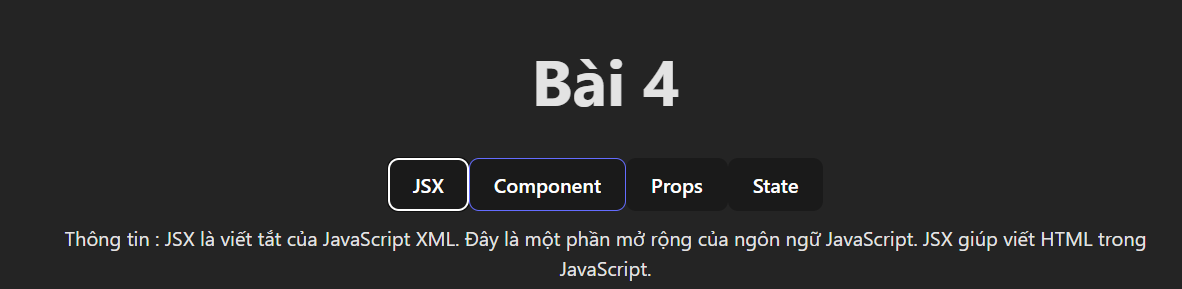 Bài 4
JSX Component Props State
Thông tin : JSX là viết tắt của JavaScript XML. Đây là một phần mở rộng của ngôn ngữ JavaScript. JSX giúp viết HTML trong
JavaScript.